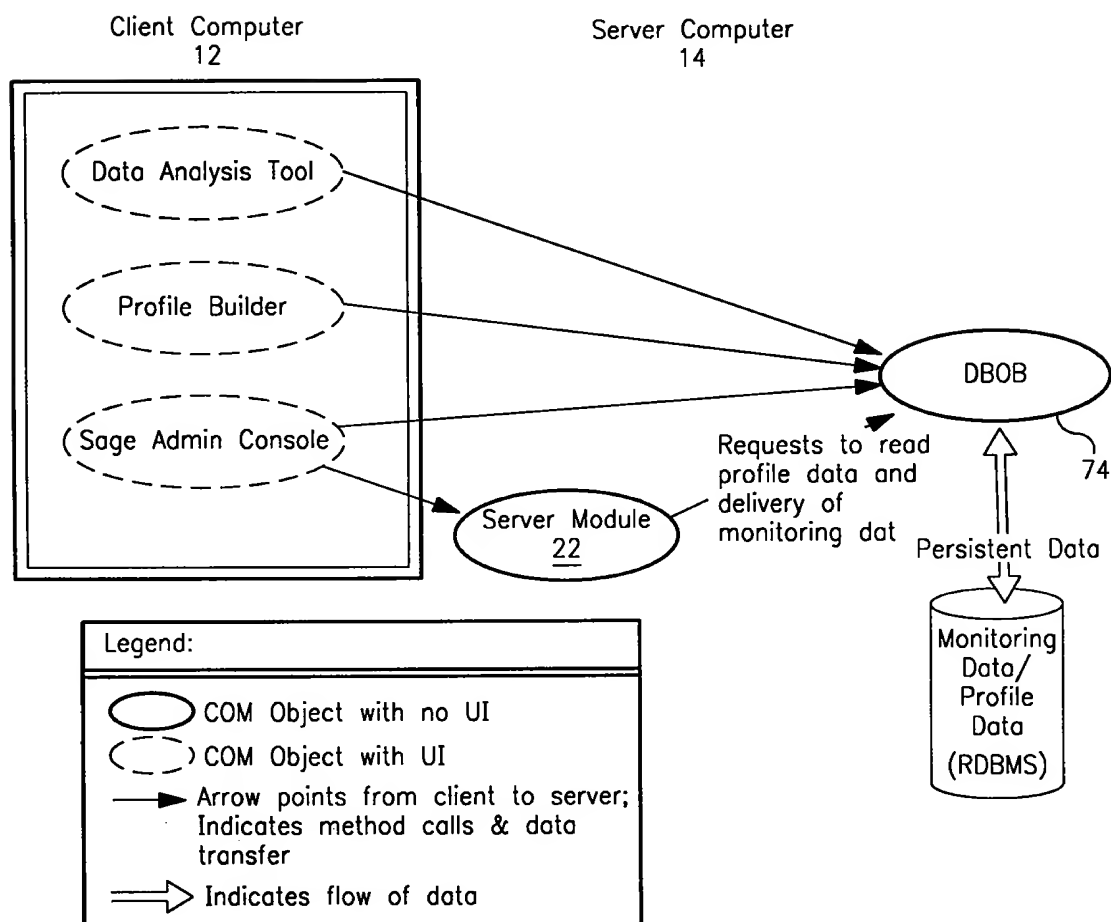 Client Computer
12
Server Computer
14
Data Analysis Tool
Profile Builder
Sage Admin Console
DBOB
74
Requests to read
profile data and
delivery of
monitoring dat
Server Module
22
Persistent Data
Monitoring
Data/
Profile
Data
(RDBMS)
Legend:
COM Object with no UI
COM Object with UI
Arrow points from client to server;
Indicates method calls & data
transfer
Indicates flow of data